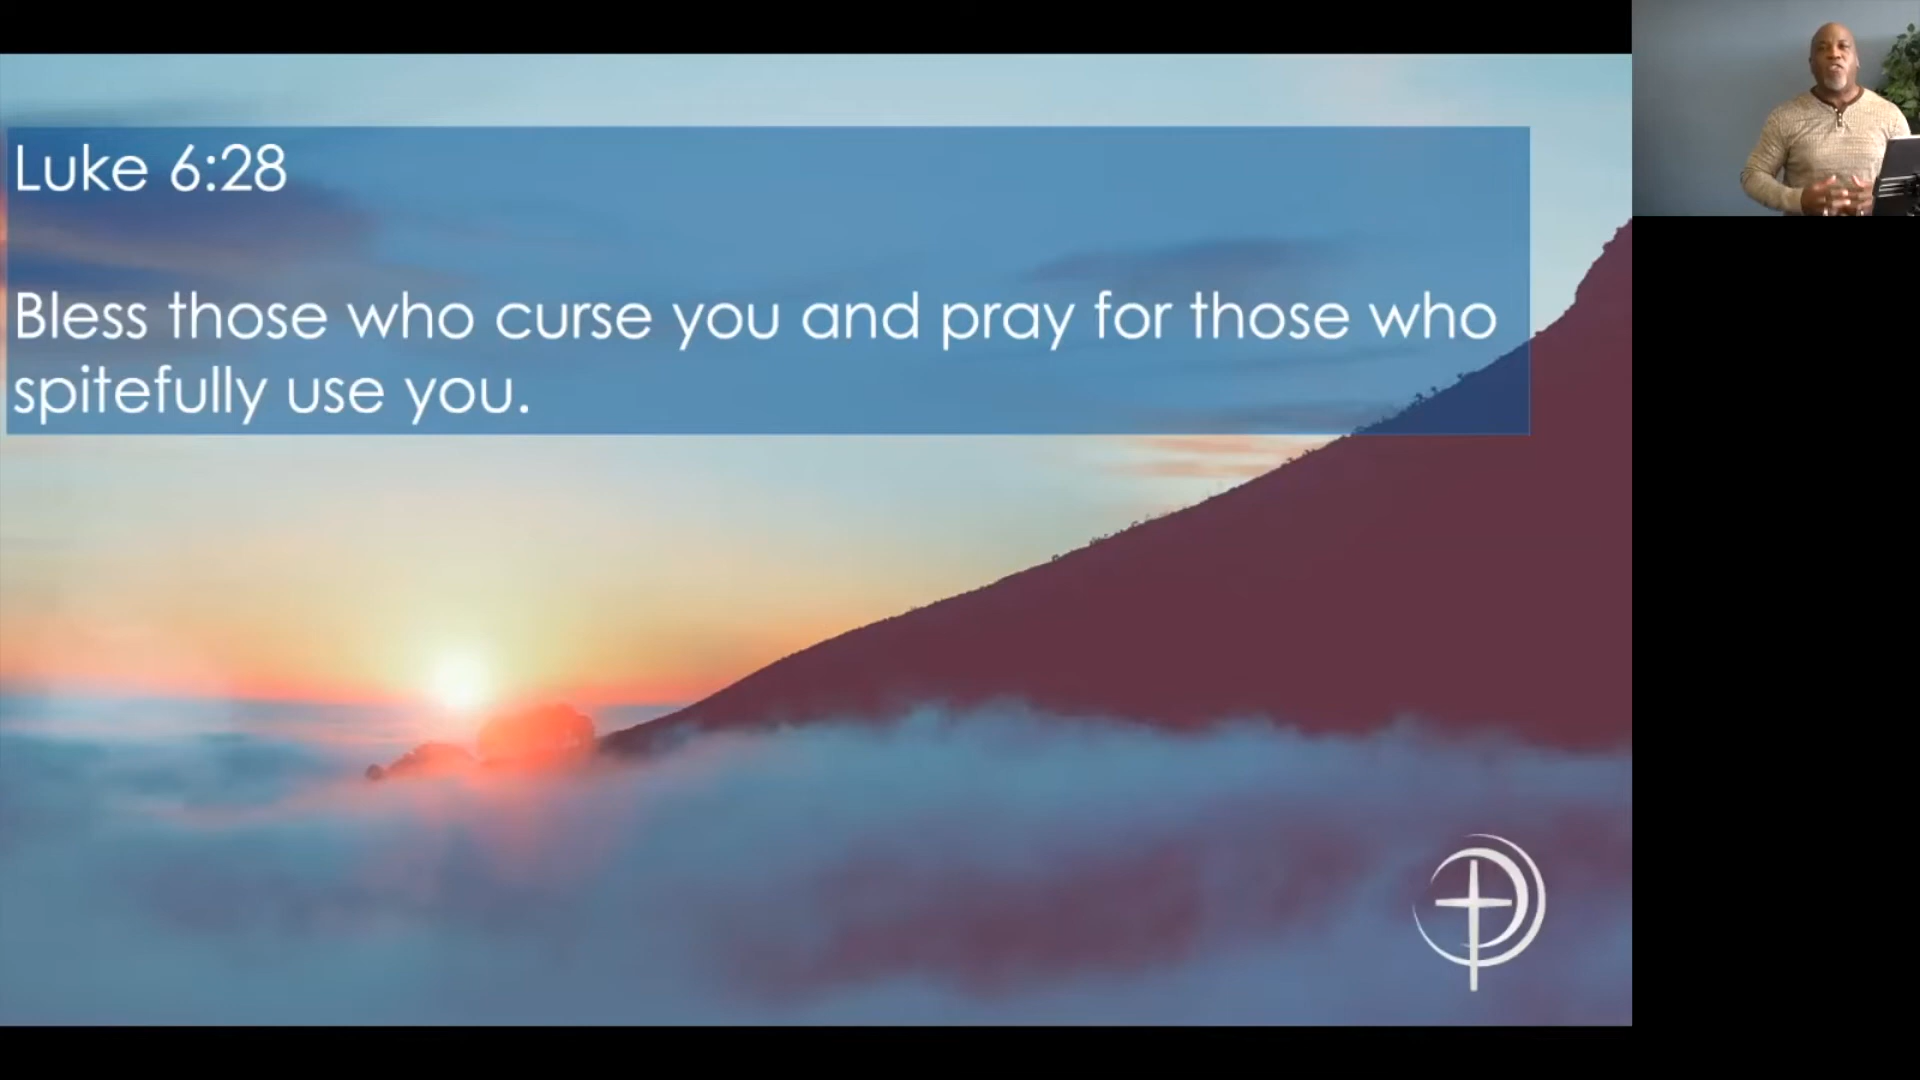 Luke 6:28
Bless those who curse you and pray for those who
spitefully use you.